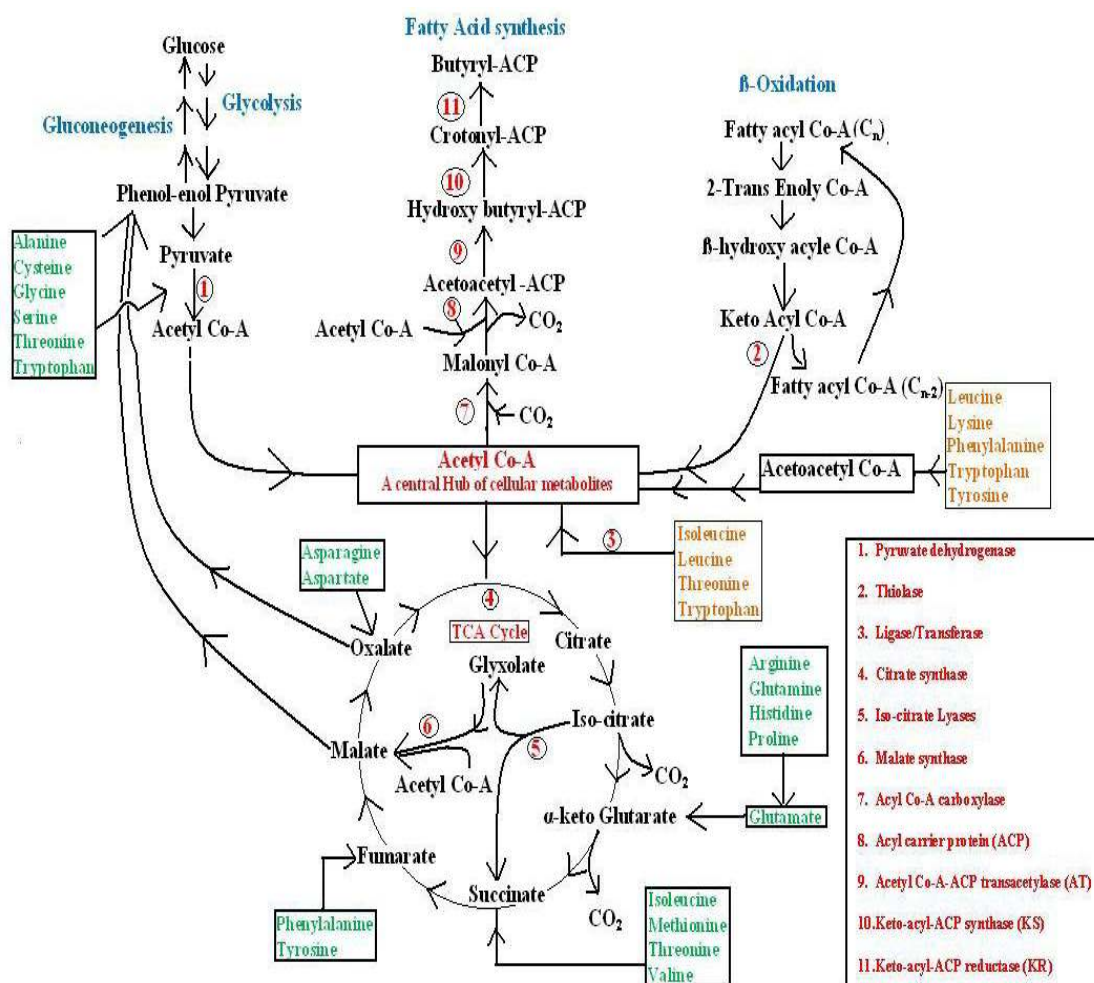 Fatty Acid synthesis
Glucose
Butyryl-ACP
ß-Oxidation
Glycolysis
Gluconeogenesis
11
Crotonyl-ACP
Fatty acyl Co-A (Cn)
10
2-Trans Enoly Co-A
Phenol-enol Pyruvate
Hydroxy butyryl-ACP
Alanine
Cysteine
Glycine
Serine
Threonine
Tryptophan
Pyruvate
9
ß-hydroxy acyle Co-A
1
Acetoacetyl -ACP
Acetyl Co-A
Acetyl Co-A
8
CO2
Keto Acyl Co-A
Malonyl Co-A
2
Fatty acyl Co-A (Cn-2)
7
CO2
Leucine
Lysine
Phenylalanine
Tryptophan
Tyrosine
Acetyl Co-A
A central Hub of cellular metabolites
Acetoacetyl Co-A
3
Isoleucine
Leucine
Threonine
Tryptophan
Asparagine
Aspartate
4
TCA Cycle
Oxalate
Citrate
Glyxolate
Arginine
Glutamine
Histidine
Proline
6
5
Iso-citrate
Malate
Acetyl Co-A
CO2
α-keto Glutarate
Glutamate
Fumarate
Succinate
CO2
Phenylalanine
Tyrosine
Isoleucine
Methionine
Threonine
Valine
1. Pyruvate dehydrogenase
2. Thiolase
3. Ligase/Transferase
4. Citrate synthase
5. Iso-citrate Lyases
6. Malate synthase
7. Acyl Co-A carboxylase
8. Acyl carrier protein (ACP)
9. Acetyl Co-A-ACP transacetylase (AT)
10.Keto-acyl-ACP synthase (KS)
11.Keto-acyl-ACP reductase (KR)